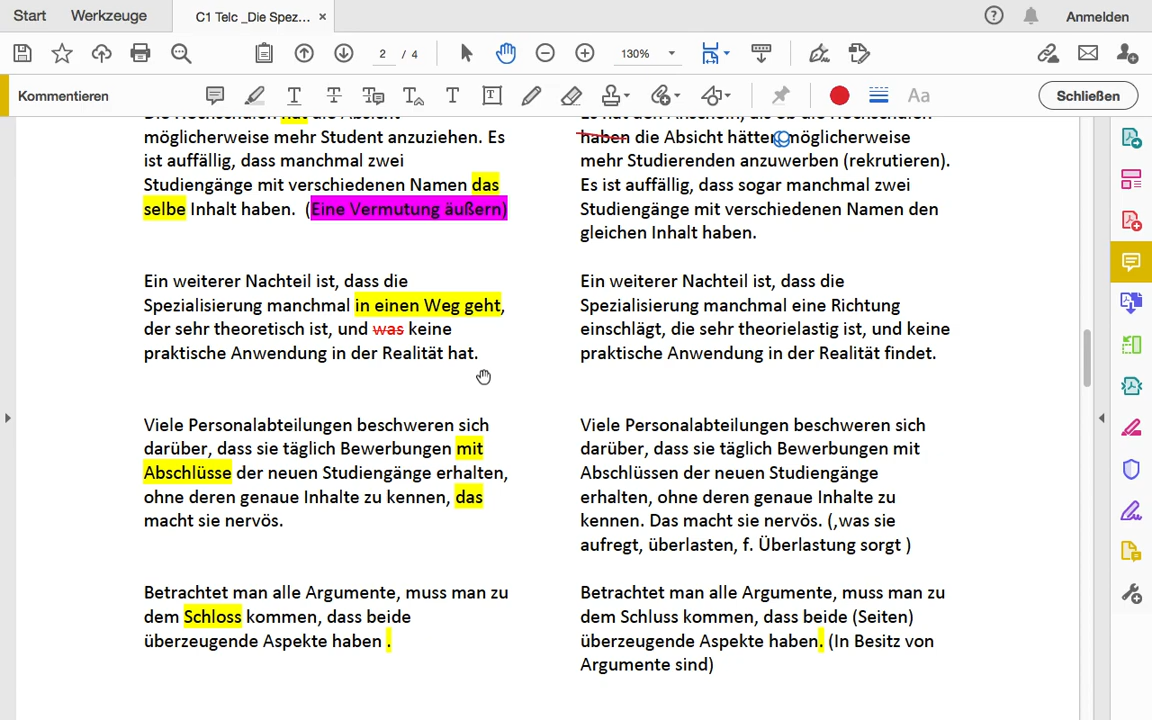 Start Werkzeuge C1 Telc _Die Spez... × Anmelden
2 / 4 130%
Kommentieren Aa Schließen
möglicherweise mehr Student anzuziehen. Es
ist auffällig, dass manchmal zwei
Studiengänge mit verschiedenen Namen das
selbe Inhalt haben. (Eine Vermutung äußern)
Ein weiterer Nachteil ist, dass die
Spezialisierung manchmal in einen Weg geht,
der sehr theoretisch ist, und was keine
praktische Anwendung in der Realität hat.
Viele Personalabteilungen beschweren sich
darüber, dass sie täglich Bewerbungen mit
Abschlüsse der neuen Studiengänge erhalten,
ohne deren genaue Inhalte zu kennen, das
macht sie nervös.
Betrachtet man alle Argumente, muss man zu
dem Schloss kommen, dass beide
überzeugende Aspekte haben .
haben die Absicht hätten möglicherweise
mehr Studierenden anzuwerben (rekrutieren).
Es ist auffällig, dass sogar manchmal zwei
Studiengänge mit verschiedenen Namen den
gleichen Inhalt haben.
Ein weiterer Nachteil ist, dass die
Spezialisierung manchmal eine Richtung
einschlägt, die sehr theorielastig ist, und keine
praktische Anwendung in der Realität findet.
Viele Personalabteilungen beschweren sich
darüber, dass sie täglich Bewerbungen mit
Abschlüssen der neuen Studiengänge
erhalten, ohne deren genaue Inhalte zu
kennen. Das macht sie nervös. (,was sie
aufregt, überlasten, f. Überlastung sorgt )
Betrachtet man alle Argumente, muss man zu
dem Schluss kommen, dass beide (Seiten)
überzeugende Aspekte haben. (In Besitz von
Argumente sind)